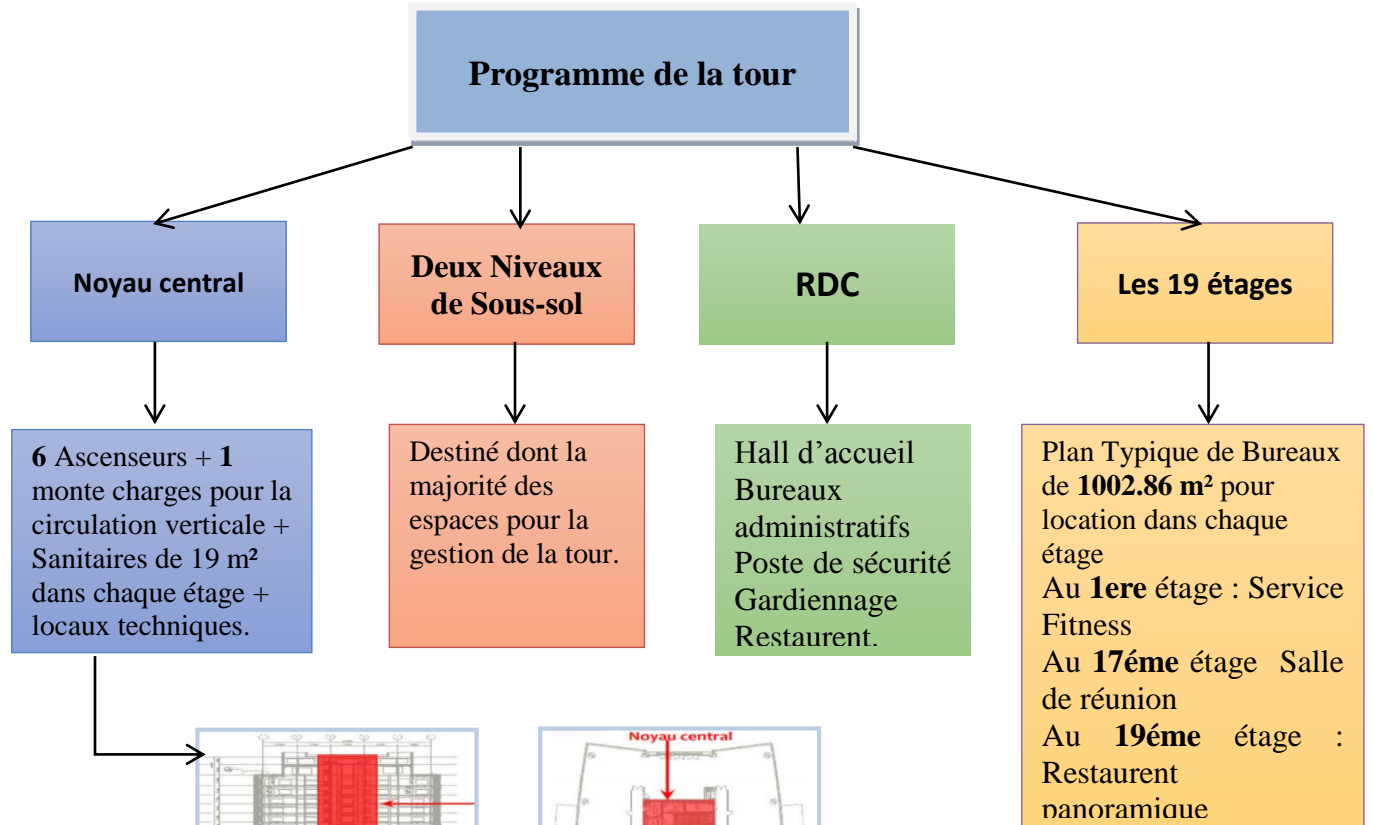 Programme de la tour
Noyau central
Deux Niveaux
de Sous-sol
RDC
Les 19 étages
6 Ascenseurs + 1
monte charges pour la
circulation verticale +
Sanitaires de 19 m²
dans chaque étage +
locaux techniques.
Destiné dont la
majorité des
espaces pour la
gestion de la tour.
Hall d’accueil
Bureaux
administratifs
Poste de sécurité
Gardiennage
Restaurent.
Plan Typique de Bureaux
de 1002.86 m² pour
location dans chaque
étage
Au 1ere étage : Service
Fitness
Au 17éme étage Salle
de réunion
Au 19éme étage :
Restaurent
panoramique
Noyau central